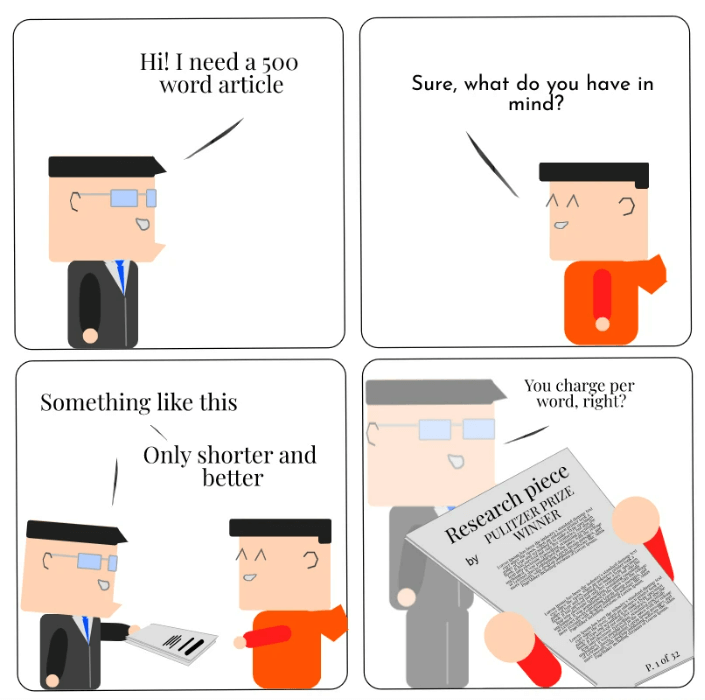 Hi! I need a 500
word article
Sure, what do you have in
mind?
Something like this
Only shorter and
better
You charge per
word, right?
Research piece
by PULITZER PRIZE
WINNER
P. 1 of 32